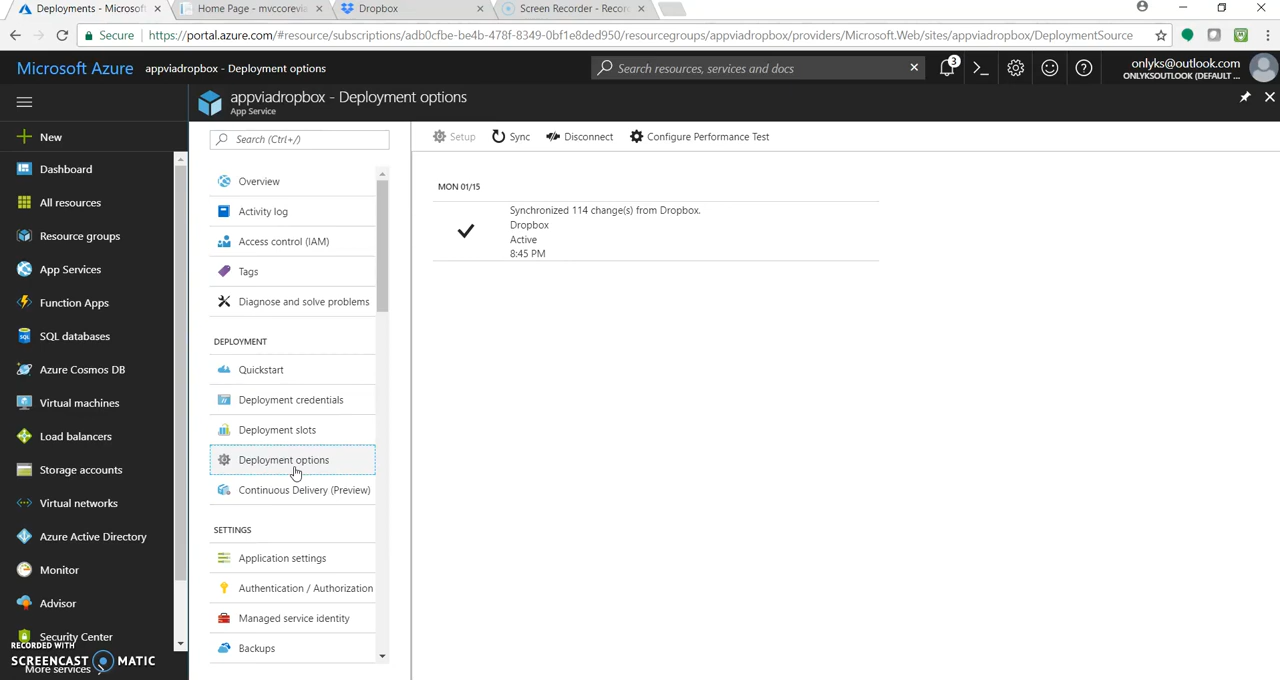 Deployments - Microsof
Home Page - mvccorevia
Dropbox
Screen Recorder - Record
Secure
https://portal.azure.com/#resource/subscriptions/adb0cfbe-be4b-478f-8349-0bf1e8ded950/resourcegroups/appviadropbox/providers/Microsoft.Web/sites/appviadropbox/DeploymentSource
Microsoft Azure
appviadropbox - Deployment options
Search resources, services and docs
3
onlyks@outlook.com
ONLYKSOUTLOOK (DEFAULT ...
appviadropbox - Deployment options
App Service
New
Dashboard
All resources
Resource groups
App Services
Function Apps
SQL databases
Azure Cosmos DB
Virtual machines
Load balancers
Storage accounts
Virtual networks
Azure Active Directory
Monitor
Advisor
Security Center
More services
RECORDED WITH
SCREENCAST MATIC
Search (Ctrl+/)
Overview
Activity log
Access control (IAM)
Tags
Diagnose and solve problems
DEPLOYMENT
Quickstart
Deployment credentials
Deployment slots
Deployment options
Continuous Delivery (Preview)
SETTINGS
Application settings
Authentication / Authorization
Managed service identity
Backups
Setup
Sync
Disconnect
Configure Performance Test
MON 01/15
Synchronized 114 change(s) from Dropbox.
Dropbox
Active
8:45 PM